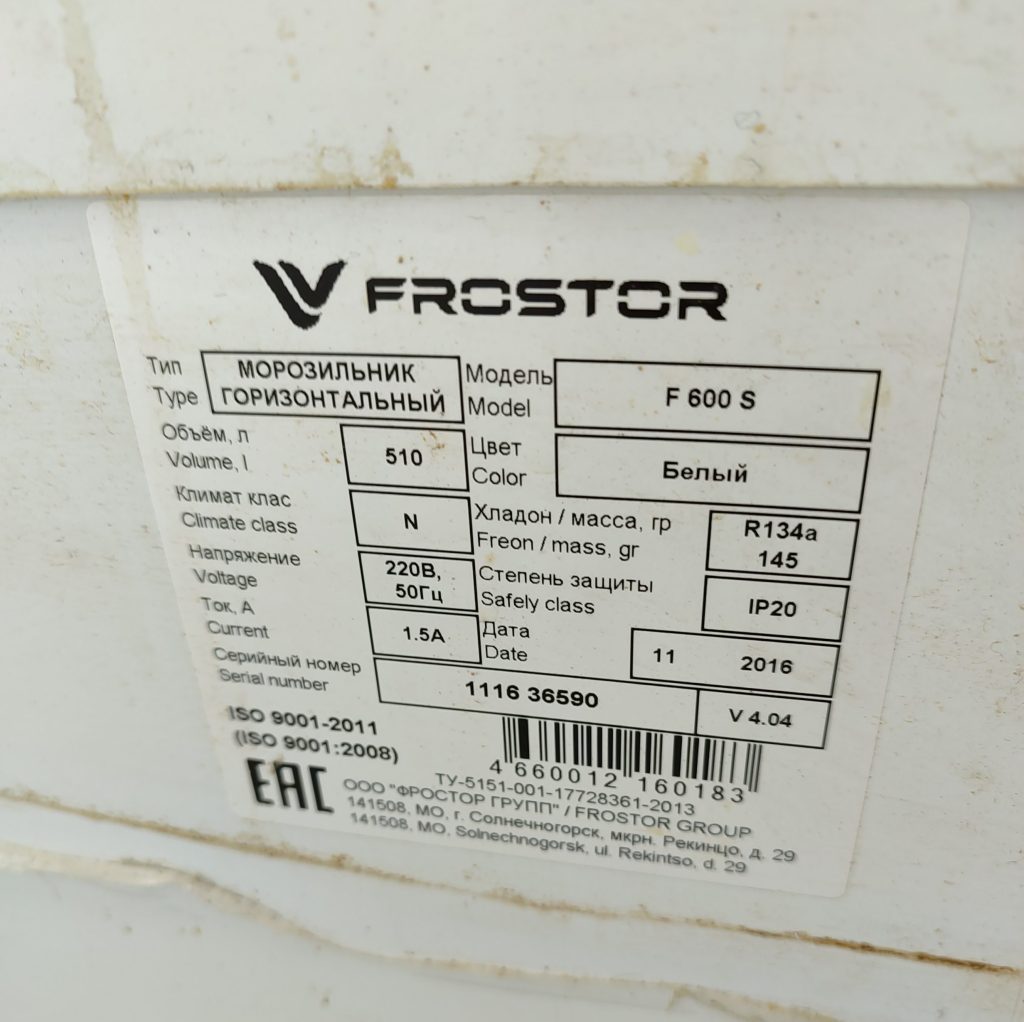 FROSTOR
Тип
Type
МОРОЗИЛЬНИК
ГОРИЗОНТАЛЬНЫЙ
Модель
Model
F 600 S
Объём, л
Volume, l
510
Цвет
Color
Белый
Климат клас
Climate class
N
Хладон / масса, гр
Freon / mass, gr
R134a
145
Напряжение
Voltage
220В,
50Гц
Степень защиты
Safely class
IP20
Ток, А
Current
1.5А
Дата
Date
11 2016
Серийный номер
Serial number
1116 36590
V 4.04
ISO 9001-2011
(ISO 9001:2008)
4 660012 160183
EAC
ТУ-5151-001-17728361-2013
ООО "ФРОСТОР ГРУПП" / FROSTOR GROUP
141508, МО, г. Солнечногорск, мкрн. Рекинцо, д. 29
141508, MO, Solnechnogorsk, ul. Rekintso, d. 29